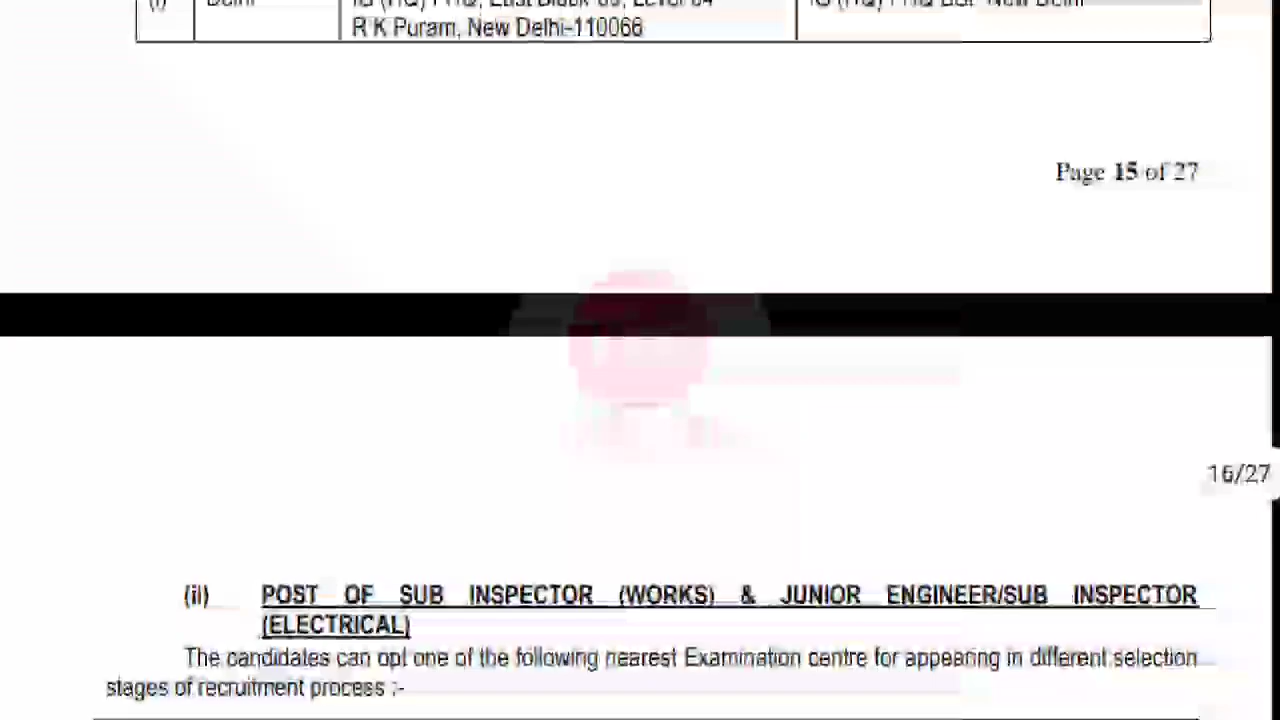 R K Puram, New Delhi-110066
Page 15 of 27
16/27
(ii) POST OF SUB INSPECTOR (WORKS) & JUNIOR ENGINEER/SUB INSPECTOR
(ELECTRICAL)
The candidates can opt one of the following nearest Examination centre for appearing in different selection
stages of recruitment process :-